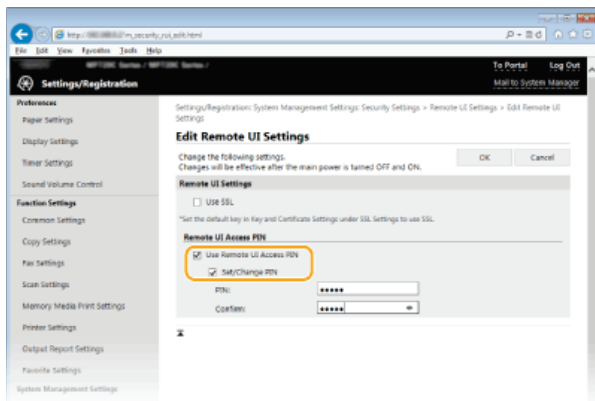 http://
m_security_rui_edit.html
File Edit View Favorites Tools Help
To Portal Log Out
Settings/Registration
Mail to System Manager
Preferences
Paper Settings
Display Settings
Timer Settings
Sound Volume Control
Function Settings
Common Settings
Copy Settings
Fax Settings
Scan Settings
Memory Media Print Settings
Printer Settings
Output Report Settings
Favorite Settings
System Management Settings
Settings/Registration: System Management Settings: Security Settings > Remote UI Settings > Edit Remote UI
Settings
Edit Remote UI Settings
Change the following settings.
Changes will be effective after the main power is turned OFF and ON.
OK Cancel
Remote UI Settings
Use SSL
*Set the default key in Key and Certificate Settings under SSL Settings to use SSL.
Remote UI Access PIN
Use Remote UI Access PIN
Set/Change PIN
PIN: •••••
Confirm: •••••